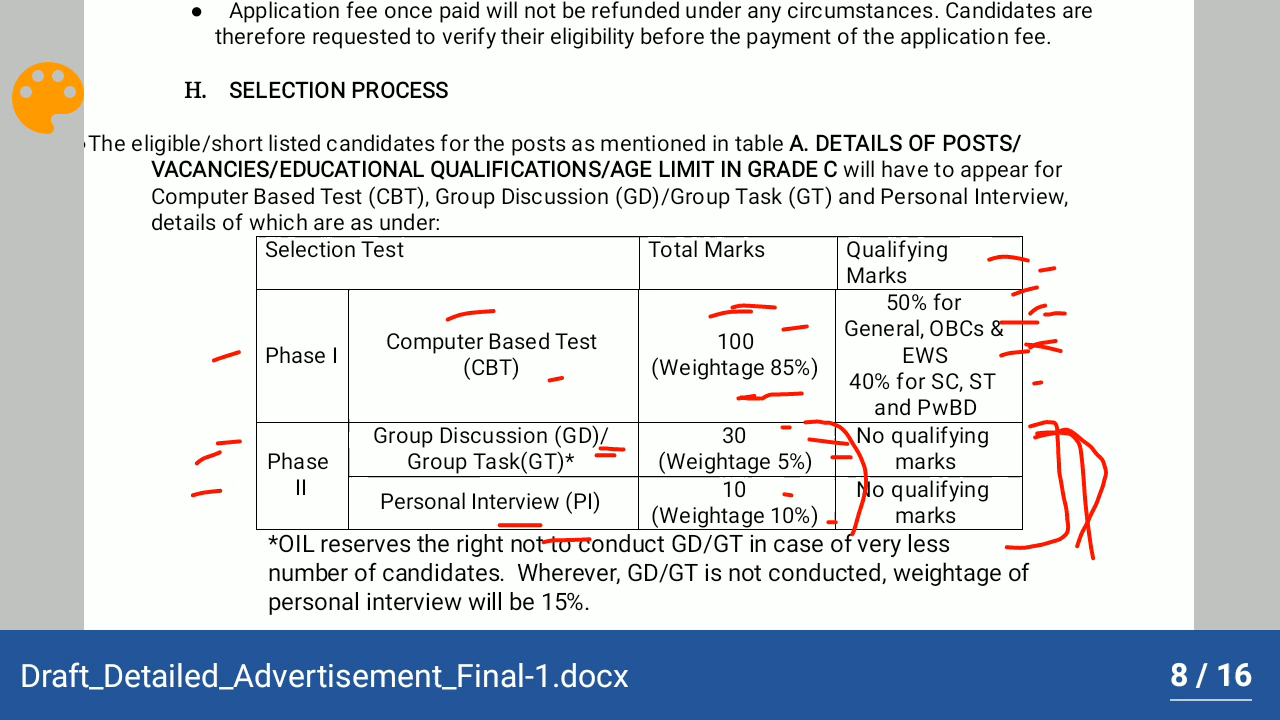 ● Application fee once paid will not be refunded under any circumstances. Candidates are
therefore requested to verify their eligibility before the payment of the application fee.
H. SELECTION PROCESS
The eligible/short listed candidates for the posts as mentioned in table A. DETAILS OF POSTS/
VACANCIES/EDUCATIONAL QUALIFICATIONS/AGE LIMIT IN GRADE C will have to appear for
Computer Based Test (CBT), Group Discussion (GD)/Group Task (GT) and Personal Interview,
details of which are as under:
Selection Test
Total Marks
Qualifying
Marks
Phase I
Computer Based Test
(CBT)
100
(Weightage 85%)
50% for
General, OBCs &
EWS
40% for SC, ST
and PwBD
Phase
II
Group Discussion (GD)/
Group Task(GT)*
30
(Weightage 5%)
No qualifying
marks
Personal Interview (PI)
10
(Weightage 10%)
No qualifying
marks
*OIL reserves the right not to conduct GD/GT in case of very less
number of candidates. Wherever, GD/GT is not conducted, weightage of
personal interview will be 15%.
Draft_Detailed_Advertisement_Final-1.docx
8 / 16